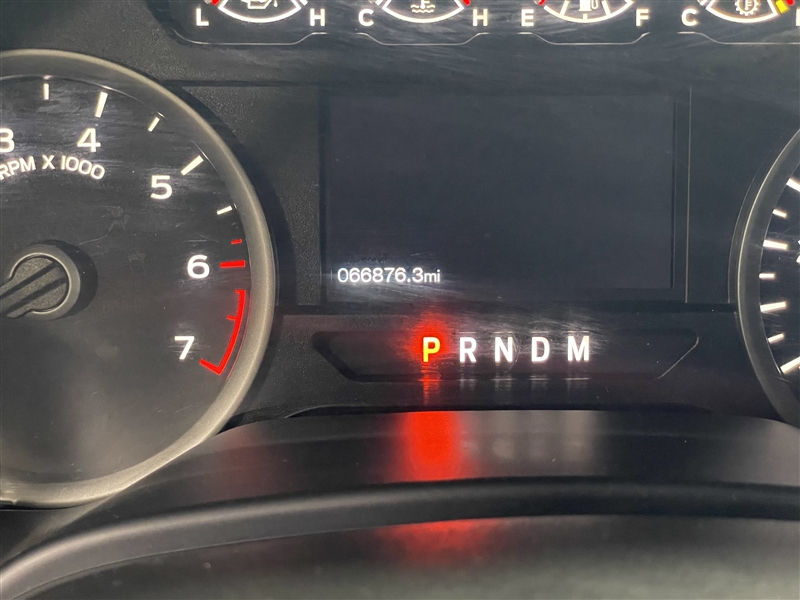 L H C H E F C
3 4 5 6 7
RPM X 1000
066876.3mi
P R N D M